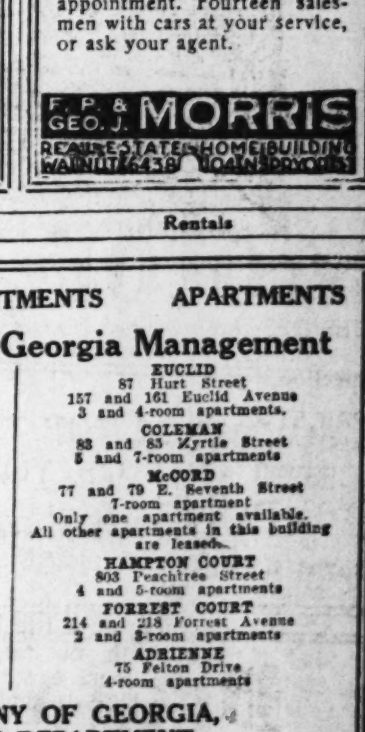 appointment. Fourteen sales-
men with cars at your service,
or ask your agent.
F. P. &
GEO. J. MORRIS
REAL ESTATE HOME BUILDING
WALNUT 6438 104 N. PRYOR ST
Rentals
TMENTS APARTMENTS
Georgia Management
EUCLID
87 Hurt Street
157 and 161 Euclid Avenue
3 and 4-room apartments.
COLEMAN
83 and 85 Myrtle Street
5 and 7-room apartments
McCORD
77 and 79 E. Seventh Street
7-room apartment
Only one apartment available.
All other apartments in this building
are leased.
HAMPTON COURT
803 Peachtree Street
4 and 5-room apartments
FORREST COURT
214 and 218 Forrest Avenue
2 and 3-room apartments
ADRIENNE
75 Felton Drive
4-room apartments
NY OF GEORGIA,